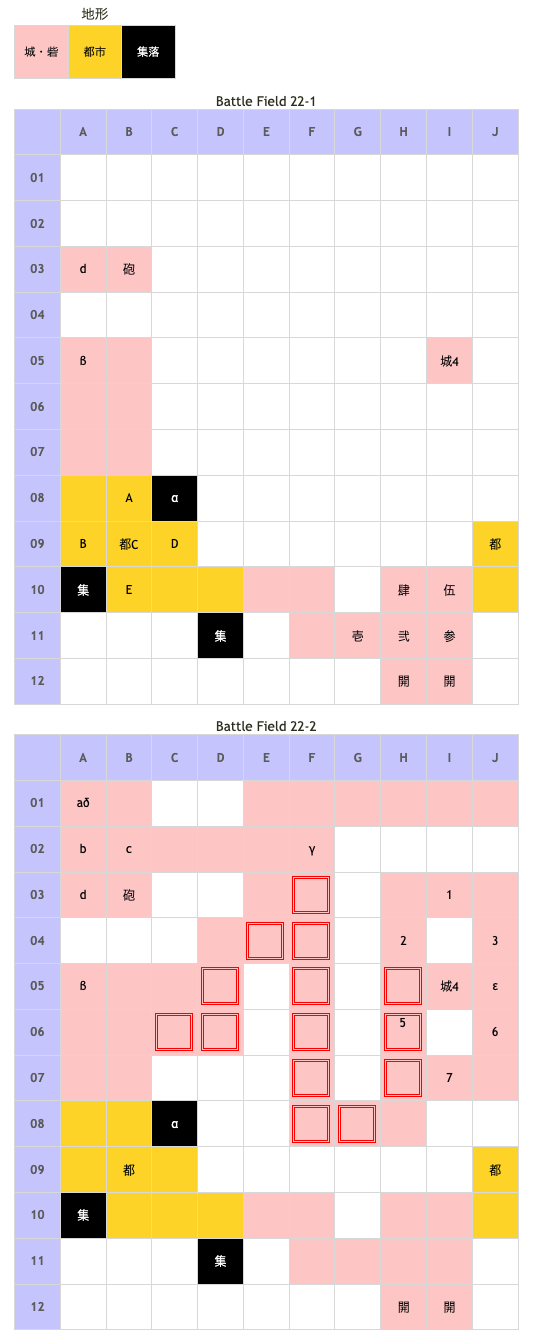 地形
城・砦 都市 集落
Battle Field 22-1
A B C D E F G H I J
01
02
03 d 砲
04
05 ß 城4
06
07
08 A α
09 B 都C D 都
10 集 E 肆 伍
11 集 壱 弐 参
12 開 開
Battle Field 22-2
A B C D E F G H I J
01 að
02 b c γ
03 d 砲 1
04 2 3
05 ß 城4 ε
06 5 6
07 7
08 α
09 都 都
10 集
11 集
12 開 開